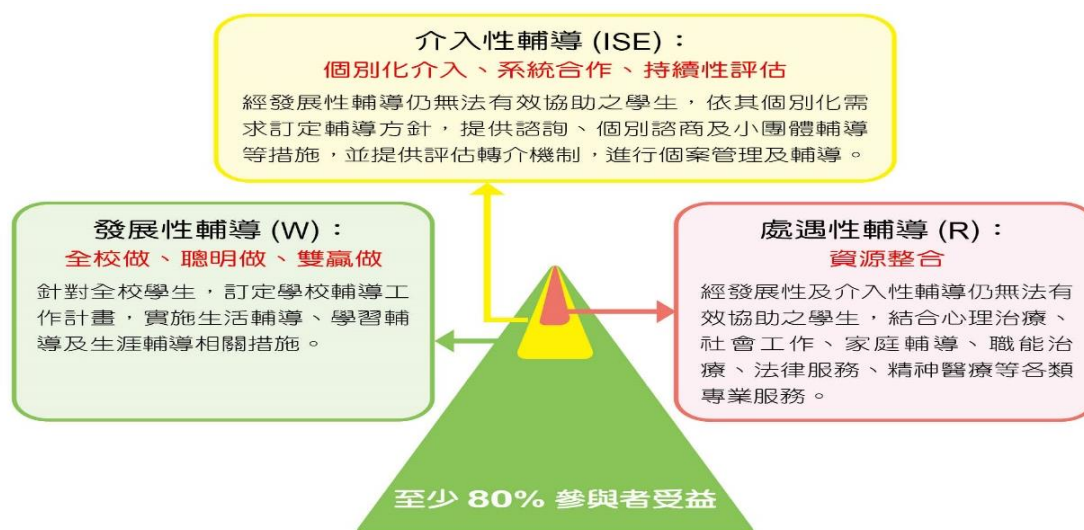 介入性輔導 (ISE)：
個別化介入、系統合作、持續性評估
經發展性輔導仍無法有效協助之學生，依其個別化需
求訂定輔導方針，提供諮詢、個別諮商及小團體輔導
等措施，並提供評估轉介機制，進行個案管理及輔導。
發展性輔導 (W)：
全校做、聰明做、雙贏做
針對全校學生，訂定學校輔導工
作計畫，實施生活輔導、學習輔
導及生涯輔導相關措施。
處遇性輔導 (R)：
資源整合
經發展性及介入性輔導仍無法有
效協助之學生，結合心理治療、
社會工作、家庭輔導、職能治
療、法律服務、精神醫療等各類
專業服務。
至少 80% 參與者受益